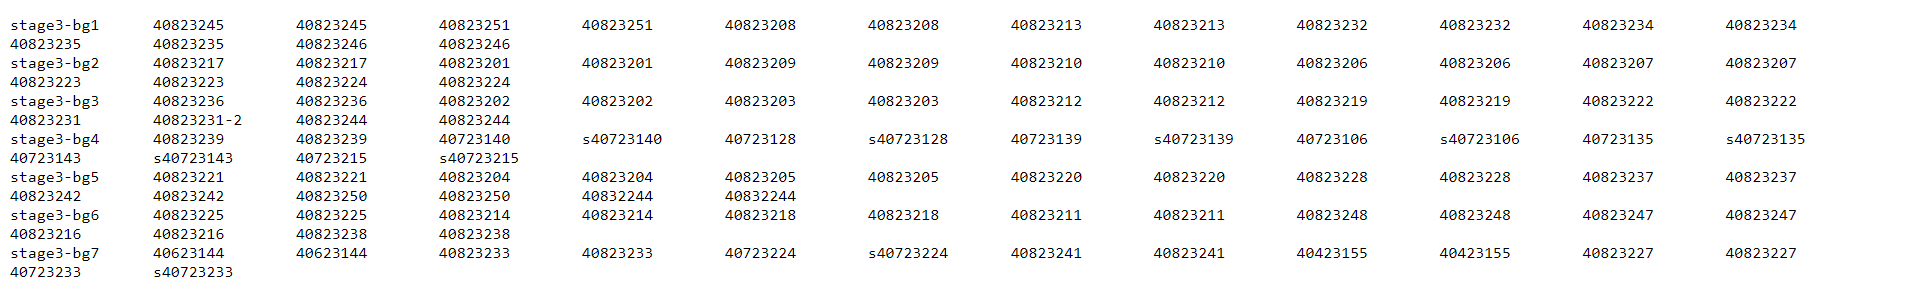 stage3-bg1 40823245 40823245 40823251 40823251 40823208 40823208 40823213 40823213 40823232 40823232 40823234 40823234
40823235 40823235 40823246 40823246
stage3-bg2 40823217 40823217 40823201 40823201 40823209 40823209 40823210 40823210 40823206 40823206 40823207 40823207
40823223 40823223 40823224 40823224
stage3-bg3 40823236 40823236 40823202 40823202 40823203 40823203 40823212 40823212 40823219 40823219 40823222 40823222
40823231 40823231-2 40823244 40823244
stage3-bg4 40823239 40823239 40723140 s40723140 40723128 s40723128 40723139 s40723139 40723106 s40723106 40723135 s40723135
40723143 s40723143 40723215 s40723215
stage3-bg5 40823221 40823221 40823204 40823204 40823205 40823205 40823220 40823220 40823228 40823228 40823237 40823237
40823242 40823242 40823250 40823250 40832244 40832244
stage3-bg6 40823225 40823225 40823214 40823214 40823218 40823218 40823211 40823211 40823248 40823248 40823247 40823247
40823216 40823216 40823238 40823238
stage3-bg7 40623144 40623144 40823233 40823233 40723224 s40723224 40823241 40823241 40423155 40423155 40823227 40823227
40723233 s40723233